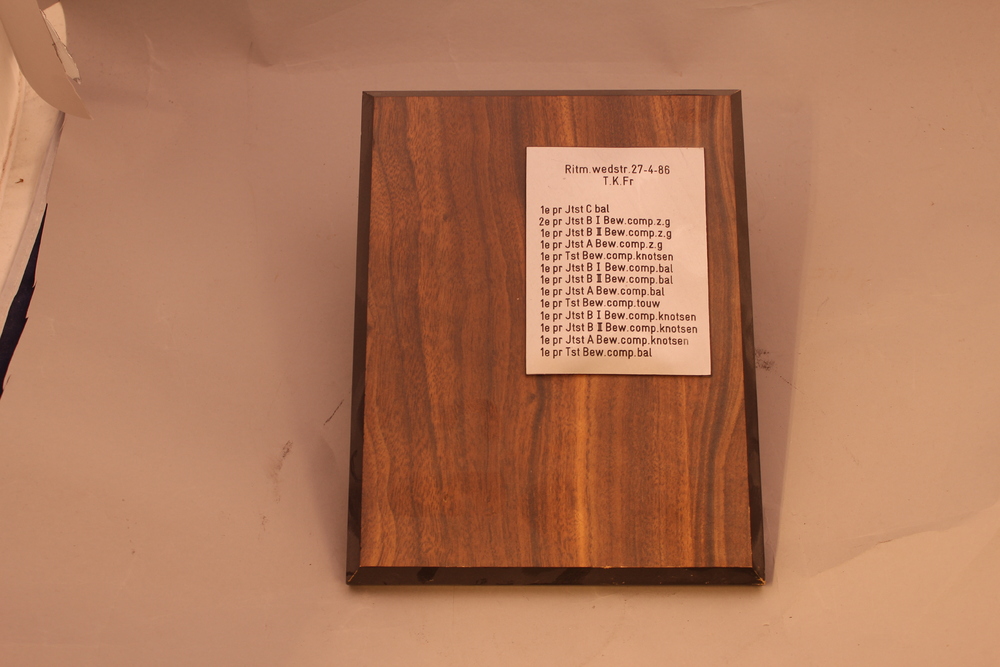 Ritm.wedstr.27-4-86
T.K.Fr
1e pr Jtst C bal
2e pr Jtst B I Bew.comp.z.g
1e pr Jtst B II Bew.comp.z.g
1e pr Jtst A Bew.comp.z.g
1e pr Tst Bew.comp.knotsen
1e pr Jtst B I Bew.comp.bal
1e pr Jtst B II Bew.comp.bal
1e pr Jtst A Bew.comp.bal
1e pr Tst Bew.comp.touw
1e pr Jtst B I Bew.comp.knotsen
1e pr Jtst B II Bew.comp.knotsen
1e pr Jtst A Bew.comp.knotsen
1e pr Tst Bew.comp.bal